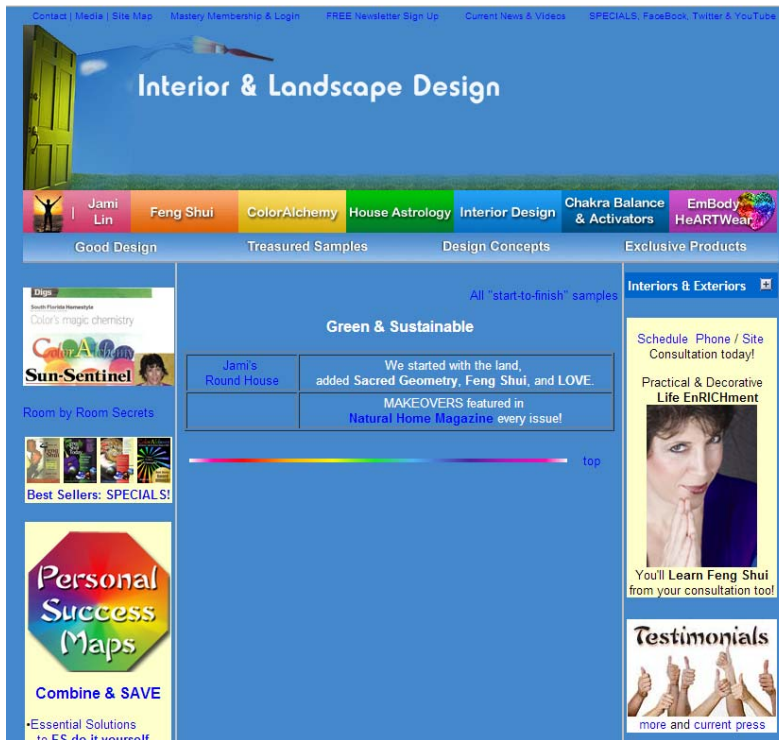 Contact | Media | Site Map    Mastery Membership & Login    FREE Newsletter Sign Up    Current News & Videos    SPECIALS, FaceBook, Twitter & YouTube
Interior & Landscape Design
| Jami Lin    Feng Shui    ColorAlchemy    House Astrology    Interior Design    Chakra Balance & Activators    EmBody HeARTWear
Good Design    Treasured Samples    Design Concepts    Exclusive Products
Digs
South Florida Homestyle
Color's magic chemistry
ColorAlchemy
Sun-Sentinel
Room by Room Secrets
Best Sellers: SPECIALS!
Personal
Success
Maps
Combine & SAVE
•Essential Solutions
to ES do it yourself
All "start-to-finish" samples
Green & Sustainable
Jami's
Round House
We started with the land,
added Sacred Geometry, Feng Shui, and LOVE.
MAKEOVERS featured in
Natural Home Magazine every issue!
top
Interiors & Exteriors
Schedule Phone / Site
Consultation today!
Practical & Decorative
Life EnRICHment
You'll Learn Feng Shui
from your consultation too!
Testimonials
more and current press